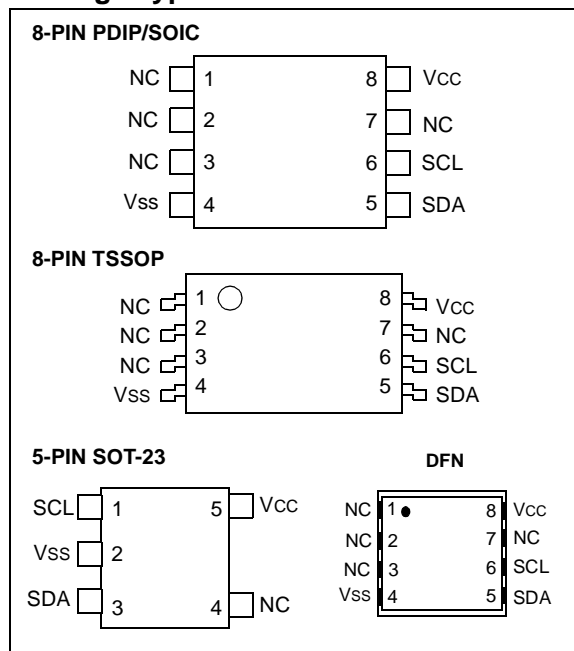 8-PIN PDIP/SOIC
NC 1 8 VCC
NC 2 7 NC
NC 3 6 SCL
VSS 4 5 SDA
8-PIN TSSOP
NC 1 8 VCC
NC 2 7 NC
NC 3 6 SCL
VSS 4 5 SDA
5-PIN SOT-23 DFN
SCL 1 5 VCC
VSS 2
SDA 3 4 NC
NC 1 8 VCC
NC 2 7 NC
NC 3 6 SCL
VSS 4 5 SDA